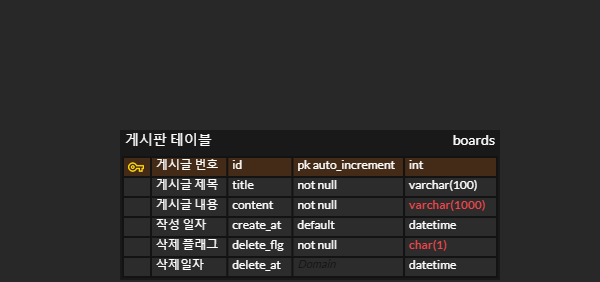 게시판 테이블 boards
게시글 번호 id pk auto_increment int
게시글 제목 title not null varchar(100)
게시글 내용 content not null varchar(1000)
작성 일자 create_at default datetime
삭제 플래그 delete_flg not null char(1)
삭제일자 delete_at Domain datetime